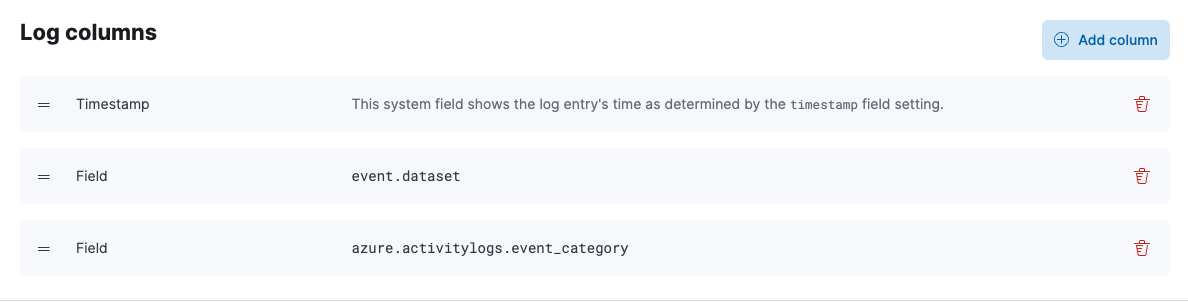 Log columns
Add column
Timestamp This system field shows the log entry's time as determined by the timestamp field setting.
Field event.dataset
Field azure.activitylogs.event_category